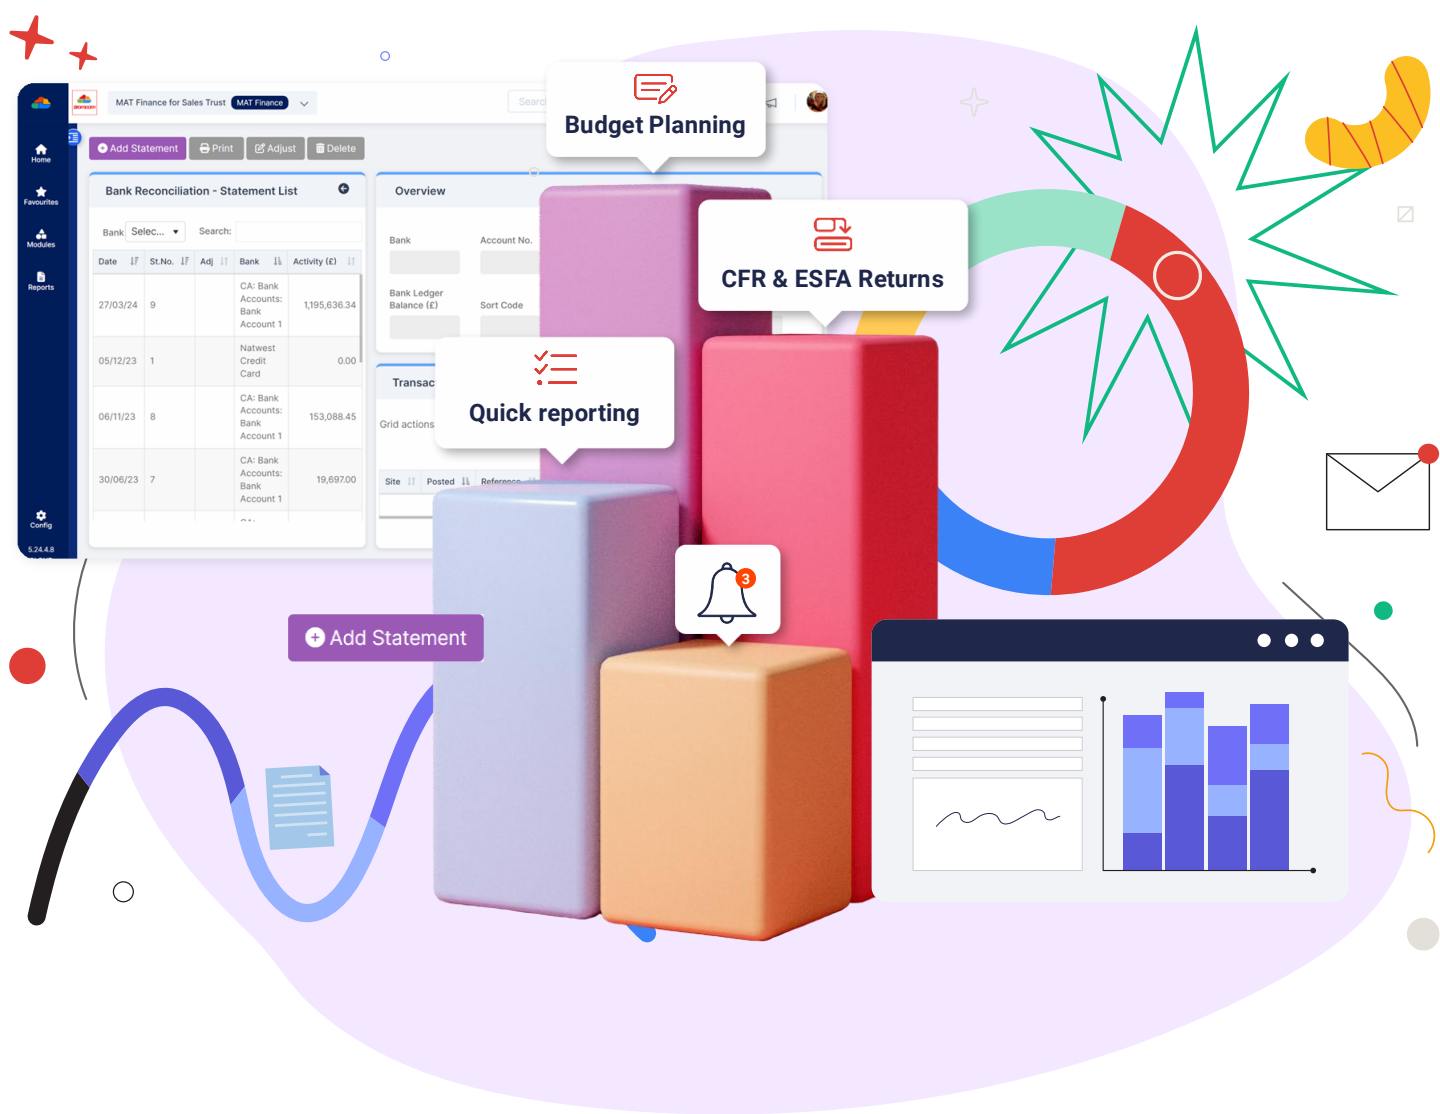 MAT Finance for Sales Trust
MAT Finance
Search
Budget Planning
Home
Favourites
Modules
Reports
Config
5.24.4.8
Add Statement
Print
Adjust
Delete
Bank Reconciliation - Statement List
Bank
Selec...
Search:
Date
St.No.
Adj
Bank
Activity (£)
27/03/24
9
CA: Bank
Accounts:
Bank
Account 1
1,195,636.34
05/12/23
1
Natwest
Credit
Card
0.00
06/11/23
8
CA: Bank
Accounts:
Bank
Account 1
153,088.45
30/06/23
7
CA: Bank
Accounts:
Bank
Account 1
19,697.00
Overview
Bank
Account No.
Bank Ledger
Balance (£)
Sort Code
CFR & ESFA Returns
Transac
Grid actions
Quick reporting
Site
Posted
Reference
3
Add Statement